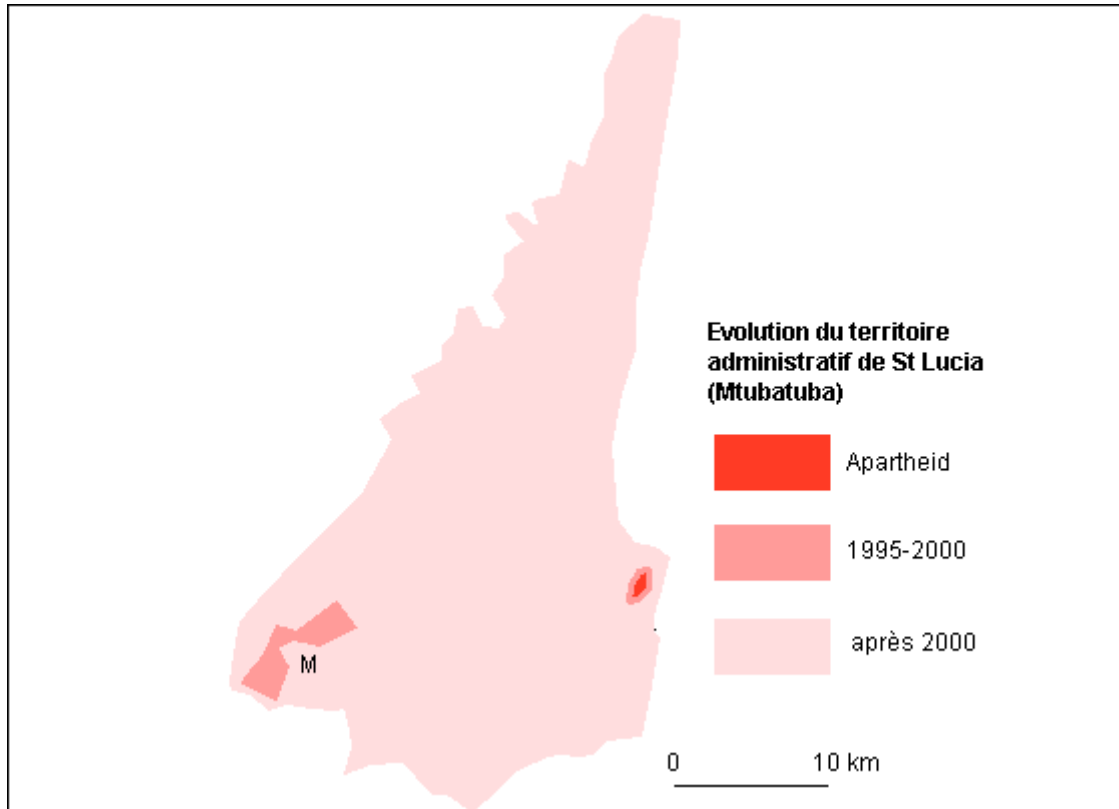 Evolution du territoire
administratif de St Lucia
(Mtubatuba)
Apartheid
1995-2000
après 2000
M
0 10 km